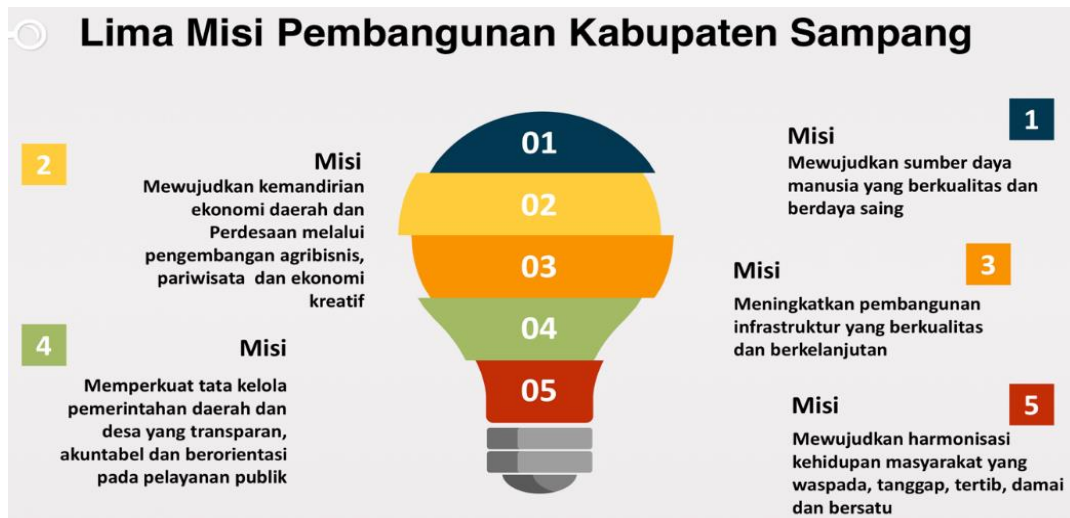 Lima Misi Pembangunan Kabupaten Sampang
1
Misi
Mewujudkan sumber daya
manusia yang berkualitas dan
berdaya saing
2
Misi
Mewujudkan kemandirian
ekonomi daerah dan
Perdesaan melalui
pengembangan agribisnis,
pariwisata dan ekonomi
kreatif
3
Misi
Meningkatkan pembangunan
infrastruktur yang berkualitas
dan berkelanjutan
4
Misi
Memperkuat tata kelola
pemerintahan daerah dan
desa yang transparan,
akuntabel dan berorientasi
pada pelayanan publik
5
Misi
Mewujudkan harmonisasi
kehidupan masyarakat yang
waspada, tanggap, tertib, damai
dan bersatu
01
02
03
04
05